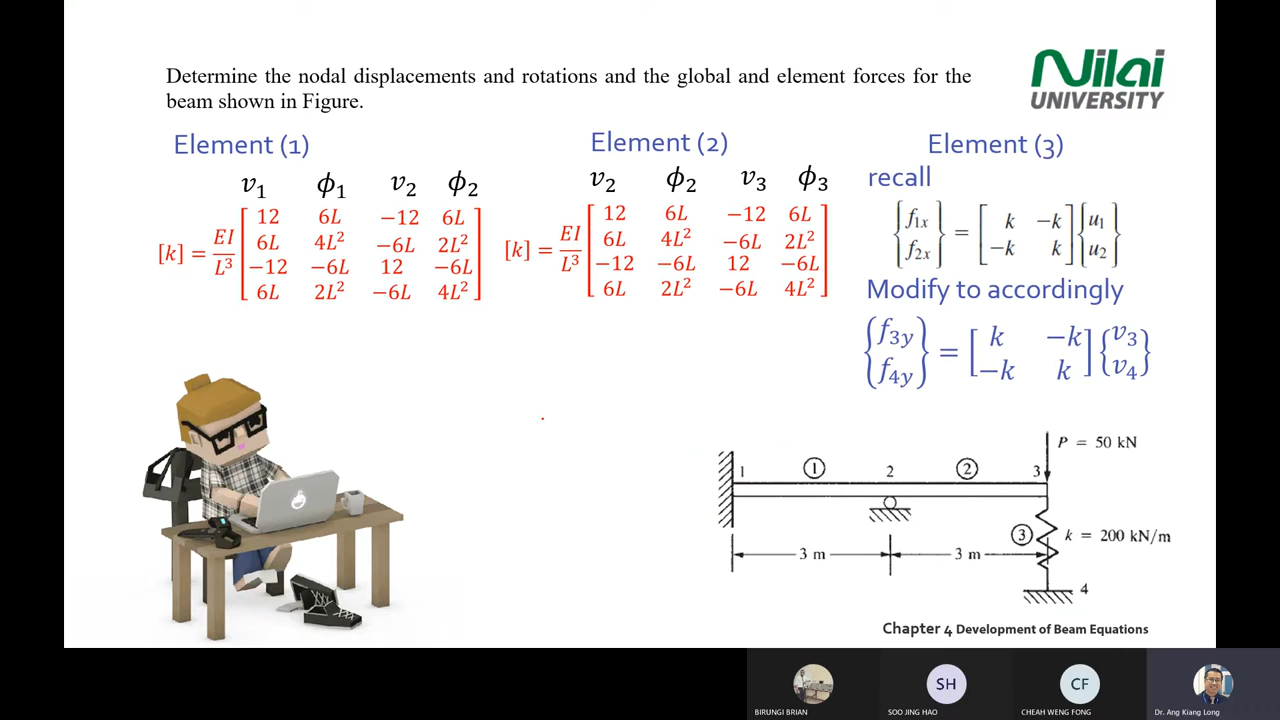 Determine the nodal displacements and rotations and the global and element forces for the
beam shown in Figure.
Nilai
UNIVERSITY
Element (1)
v₁ ϕ₁ v₂ ϕ₂
[k] = EI/L³ [12 6L −12 6L
6L 4L² −6L 2L²
−12 −6L 12 −6L
6L 2L² −6L 4L²]
Element (2)
v₂ ϕ₂ v₃ ϕ₃
[k] = EI/L³ [12 6L −12 6L
6L 4L² −6L 2L²
−12 −6L 12 −6L
6L 2L² −6L 4L²]
Element (3)
recall
{f₁ₓ f₂ₓ} = [k −k −k k] {u₁ u₂}
Modify to accordingly
{f₃y f₄y} = [k −k −k k] {v₃ v₄}
P = 50 kN
1 ① 2 ② 3
③ k = 200 kN/m
3 m 3 m
4
Chapter 4 Development of Beam Equations
BIRUNGI BRIAN
SH
SOO JING HAO
CF
CHEAH WENG FONG
Dr. Ang Kiang Long